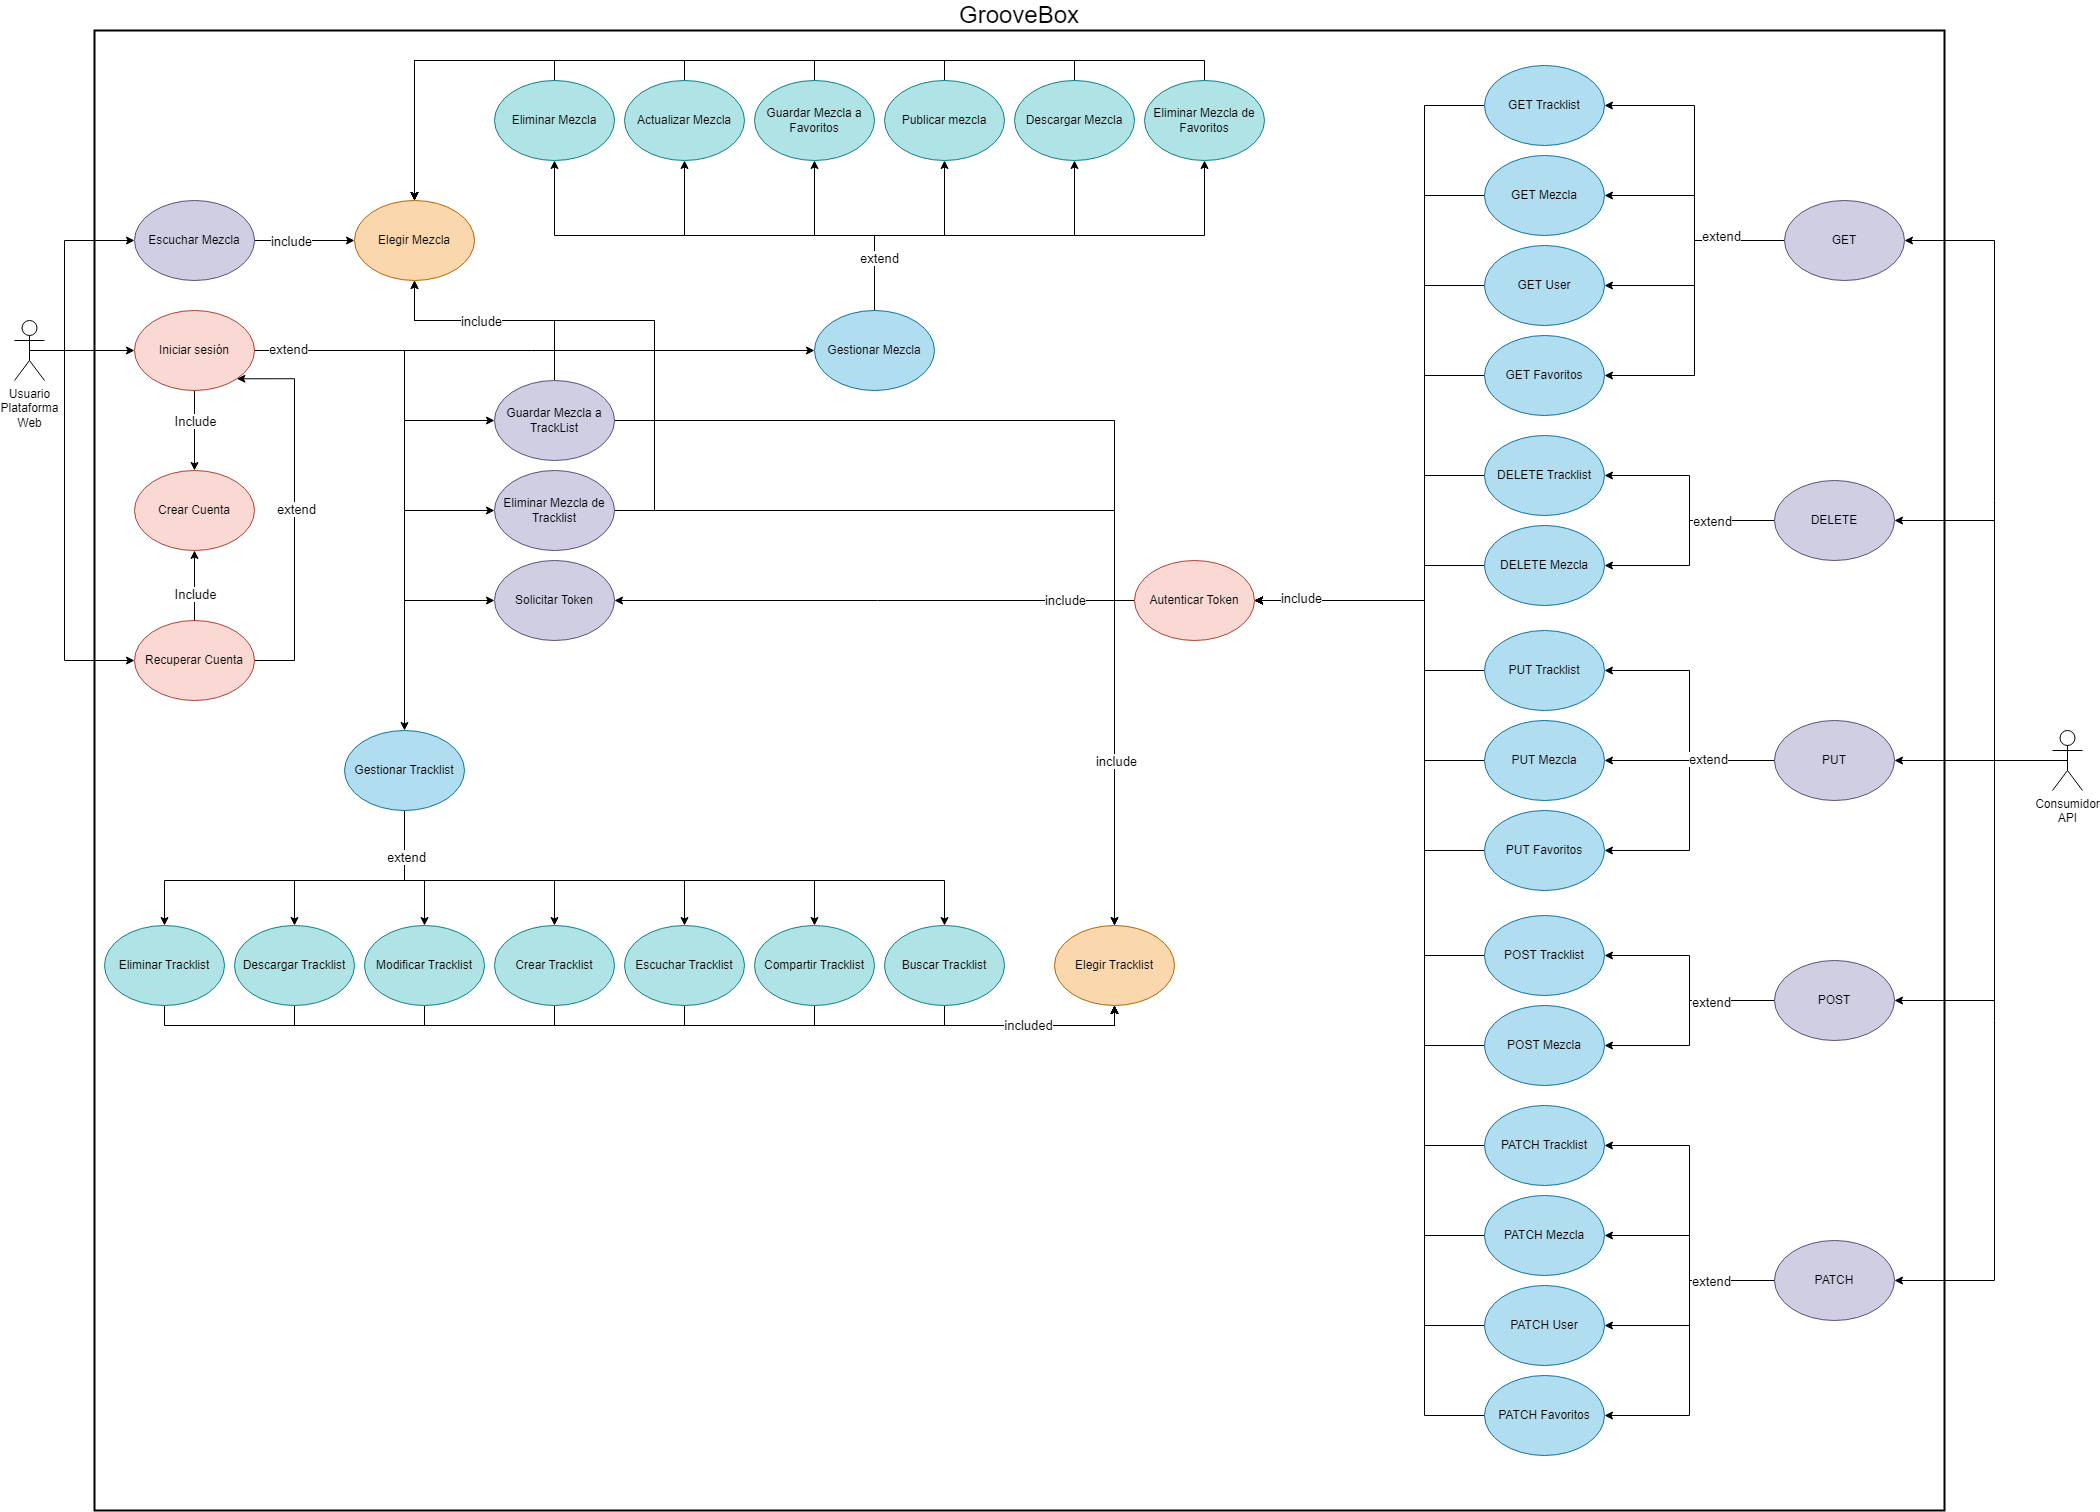 GrooveBox
Eliminar Mezcla
Actualizar Mezcla
Guardar Mezcla a
Favoritos
Publicar mezcla
Descargar Mezcla
Eliminar Mezcla de
Favoritos
Escuchar Mezcla
include
Elegir Mezcla
extend
include
Usuario
Plataforma
Web
Iniciar sesión
extend
Gestionar Mezcla
Include
Crear Cuenta
extend
Include
Recuperar Cuenta
Guardar Mezcla a
TrackList
Eliminar Mezcla de
Tracklist
Solicitar Token
include
Autenticar Token
include
Gestionar Tracklist
include
extend
Eliminar Tracklist
Descargar Tracklist
Modificar Tracklist
Crear Tracklist
Escuchar Tracklist
Compartir Tracklist
Buscar Tracklist
Elegir Tracklist
included
GET Tracklist
GET Mezcla
GET User
GET Favoritos
extend
GET
DELETE Tracklist
DELETE Mezcla
extend
DELETE
PUT Tracklist
PUT Mezcla
PUT Favoritos
extend
PUT
Consumidor
API
POST Tracklist
POST Mezcla
extend
POST
PATCH Tracklist
PATCH Mezcla
PATCH User
PATCH Favoritos
extend
PATCH